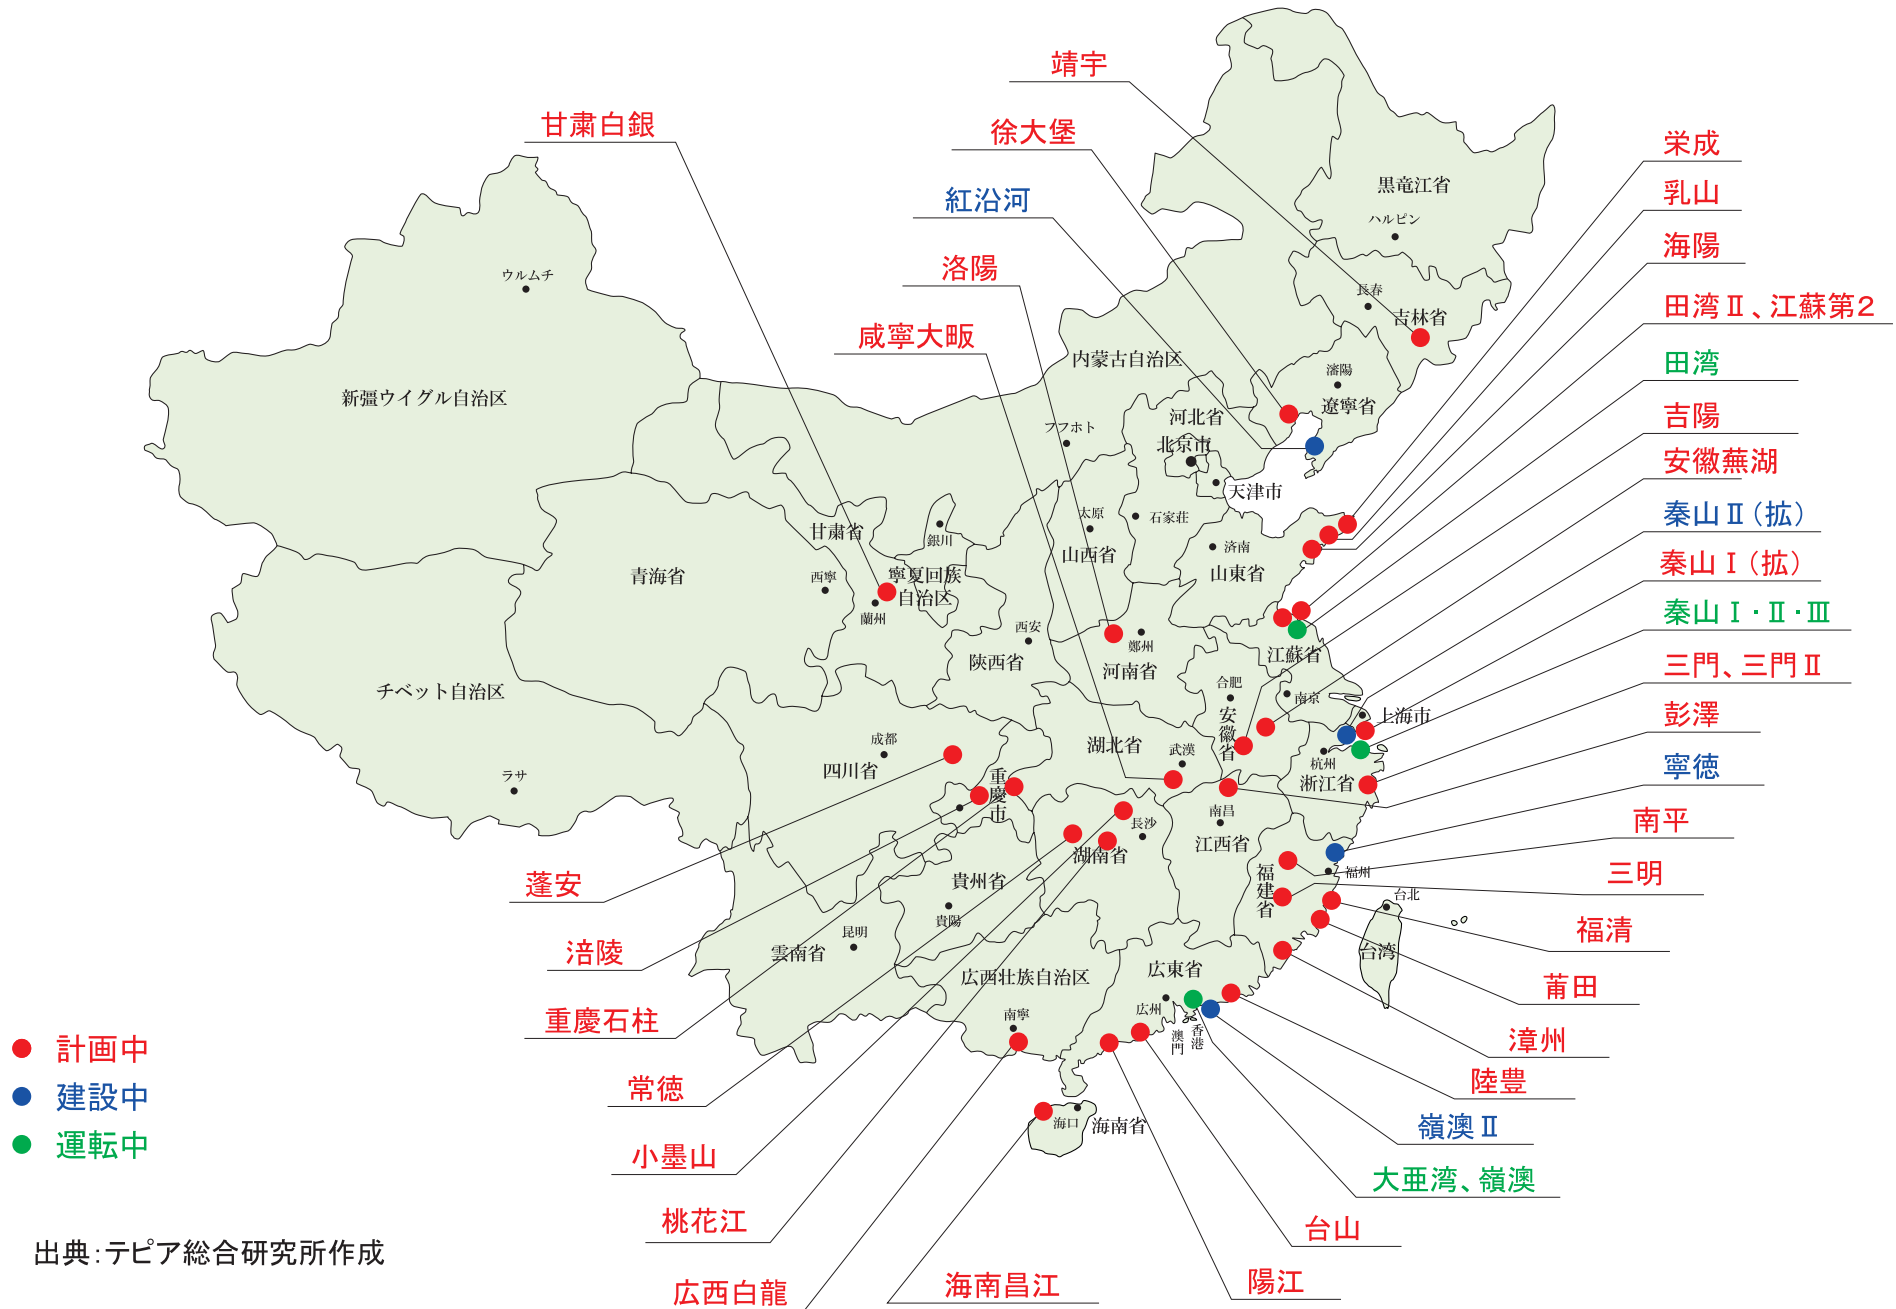 靖宇
甘粛白銀
徐大堡
栄成
紅沿河
乳山
黒竜江省
ハルピン
海陽
洛陽
ウルムチ
長春
田湾Ⅱ、江蘇第2
吉林省
咸寧大畈
内蒙古自治区
田湾
瀋陽
新疆ウイグル自治区
遼寧省
河北省
吉陽
フフホト
北京市
安徽蕪湖
天津市
太原
石家荘
秦山Ⅱ（拡）
甘粛省
銀川
山西省
済南
秦山Ⅰ（拡）
青海省
西寧
寧夏回族
自治区
山東省
蘭州
秦山Ⅰ・Ⅱ・Ⅲ
西安
鄭州
陝西省
河南省
江蘇省
三門、三門Ⅱ
チベット自治区
合肥
南京
安徽省
上海市
彭澤
成都
湖北省
武漢
四川省
杭州
寧徳
ラサ
重慶市
浙江省
南昌
長沙
南平
湖南省
江西省
福州
三明
蓬安
貴州省
福建省
台北
貴陽
福清
昆明
涪陵
雲南省
台湾
広西壮族自治区
広東省
莆田
南寧
広州
澳門
香港
重慶石柱
漳州
計画中
常徳
陸豊
建設中
海口
海南省
嶺澳Ⅱ
運転中
小墨山
大亜湾、嶺澳
桃花江
台山
出典：テピア総合研究所作成
広西白龍
海南昌江
陽江